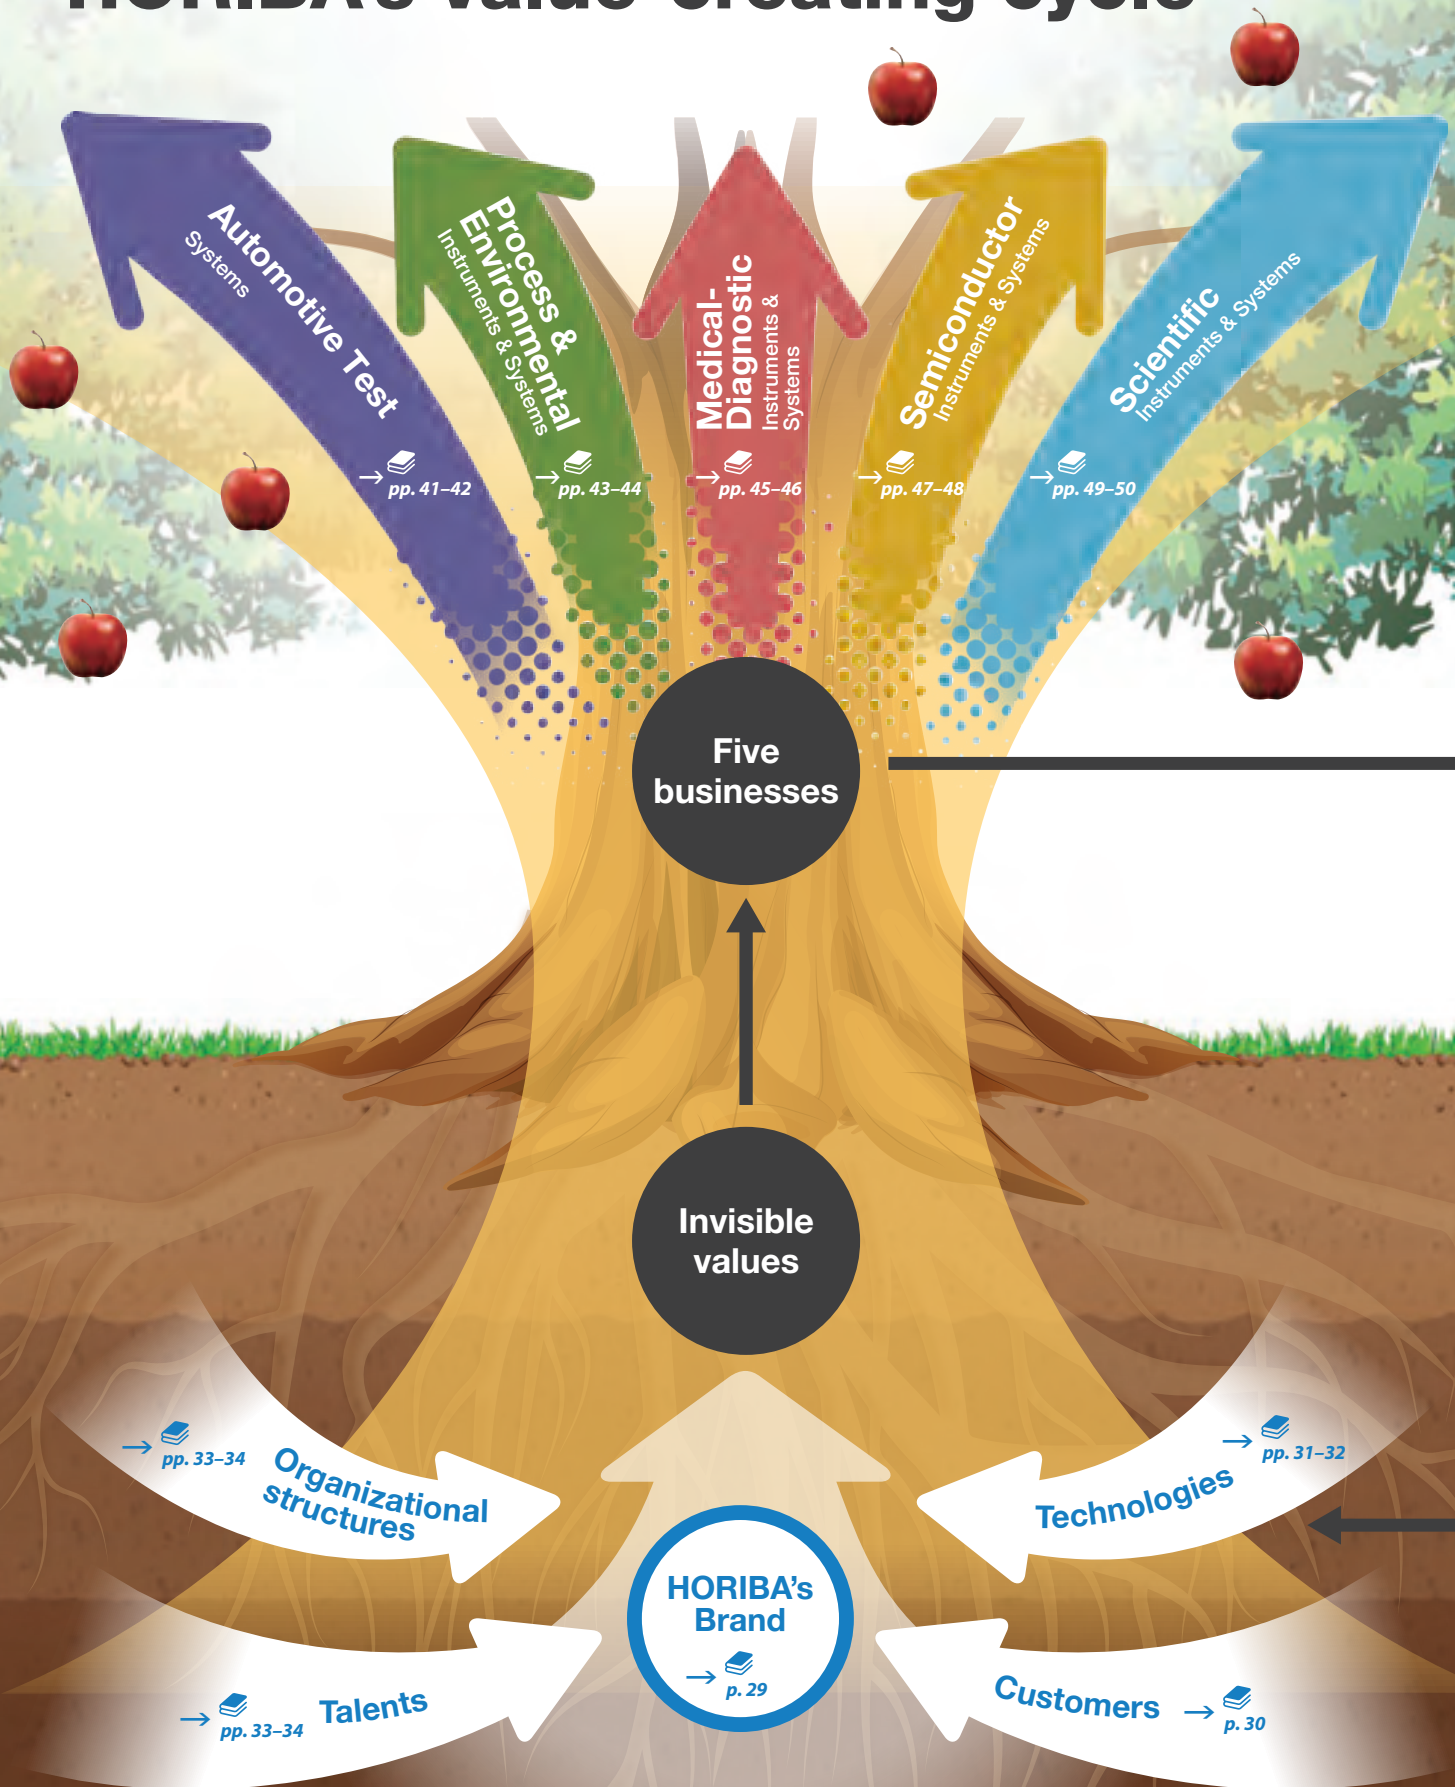 HORIBA's value-creating cycle
Automotive Test
Systems
→ pp. 41–42
Process &
Environmental
Instruments & Systems
→ pp. 43–44
Medical-
Diagnostic
Instruments &
Systems
→ pp. 45–46
Semiconductor
Instruments & Systems
→ pp. 47–48
Scientific
Instruments & Systems
→ pp. 49–50
Five
businesses
Invisible
values
→ pp. 33–34
Organizational
structures
→ pp. 31–32
Technologies
HORIBA's
Brand
→ p. 29
→ pp. 33–34 Talents
Customers → p. 30